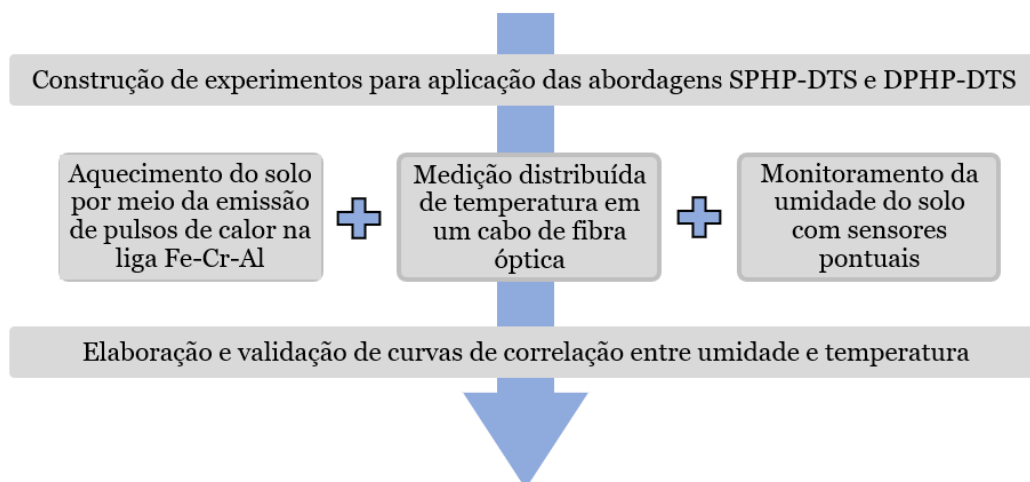 Construção de experimentos para aplicação das abordagens SPHP-DTS e DPHP-DTS
Aquecimento do solo
por meio da emissão
de pulsos de calor na
liga Fe-Cr-Al
Medição distribuída
de temperatura em
um cabo de fibra
óptica
Monitoramento da
umidade do solo
com sensores
pontuais
Elaboração e validação de curvas de correlação entre umidade e temperatura